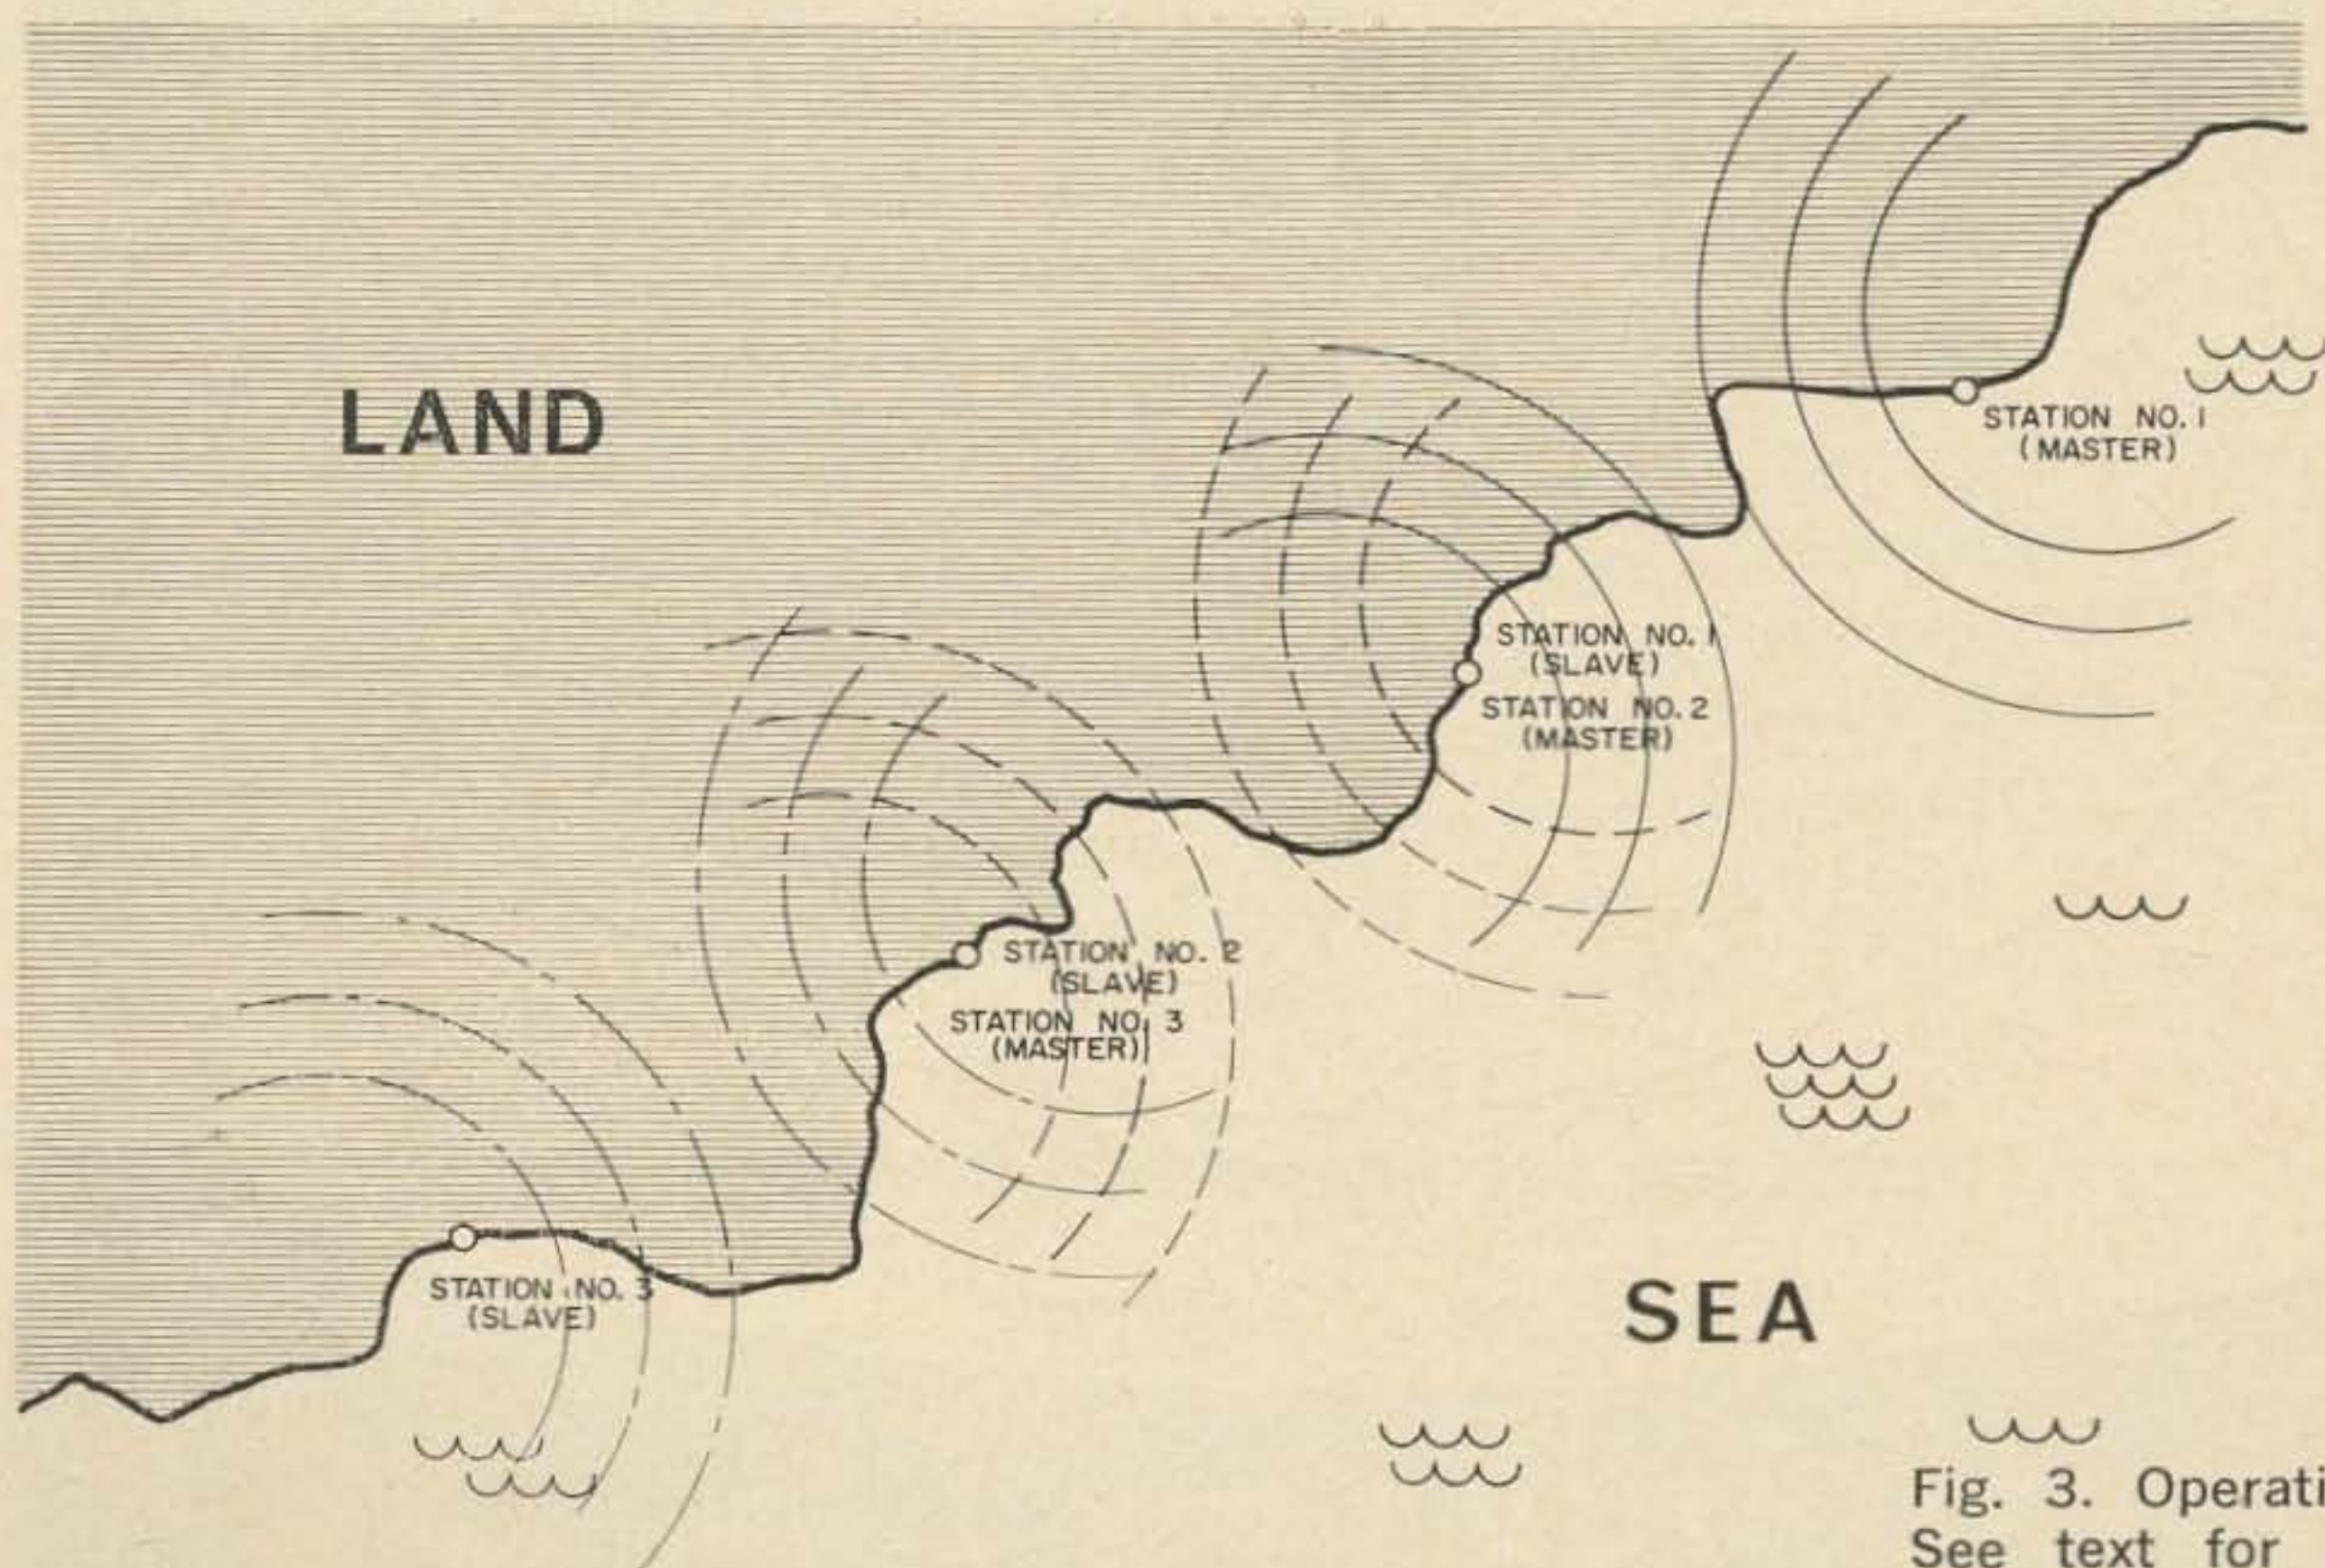 LAND
STATION NO. 1
(MASTER)
STATION NO. 1
(SLAVE)
STATION NO. 2
(MASTER)
STATION NO. 2
(SLAVE)
STATION NO. 3
(MASTER)
STATION NO. 3
(SLAVE)
SEA
Fig. 3. Operati
See text for